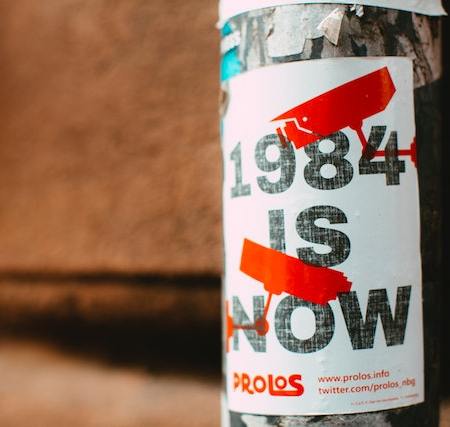 1984
IS
NOW
PROLOS
www.prolos.info
twitter.com/prolos_nbg